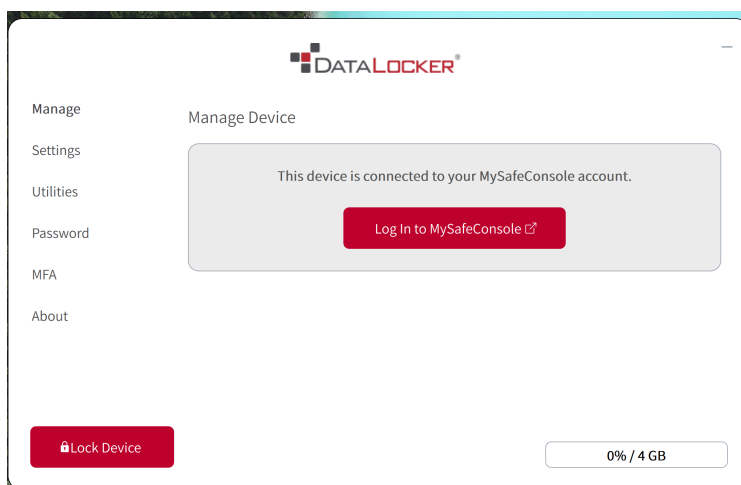 DATALOCKER®
Manage
Manage Device
Settings
This device is connected to your MySafeConsole account.
Utilities
Log In to MySafeConsole
Password
MFA
About
Lock Device
0% / 4 GB